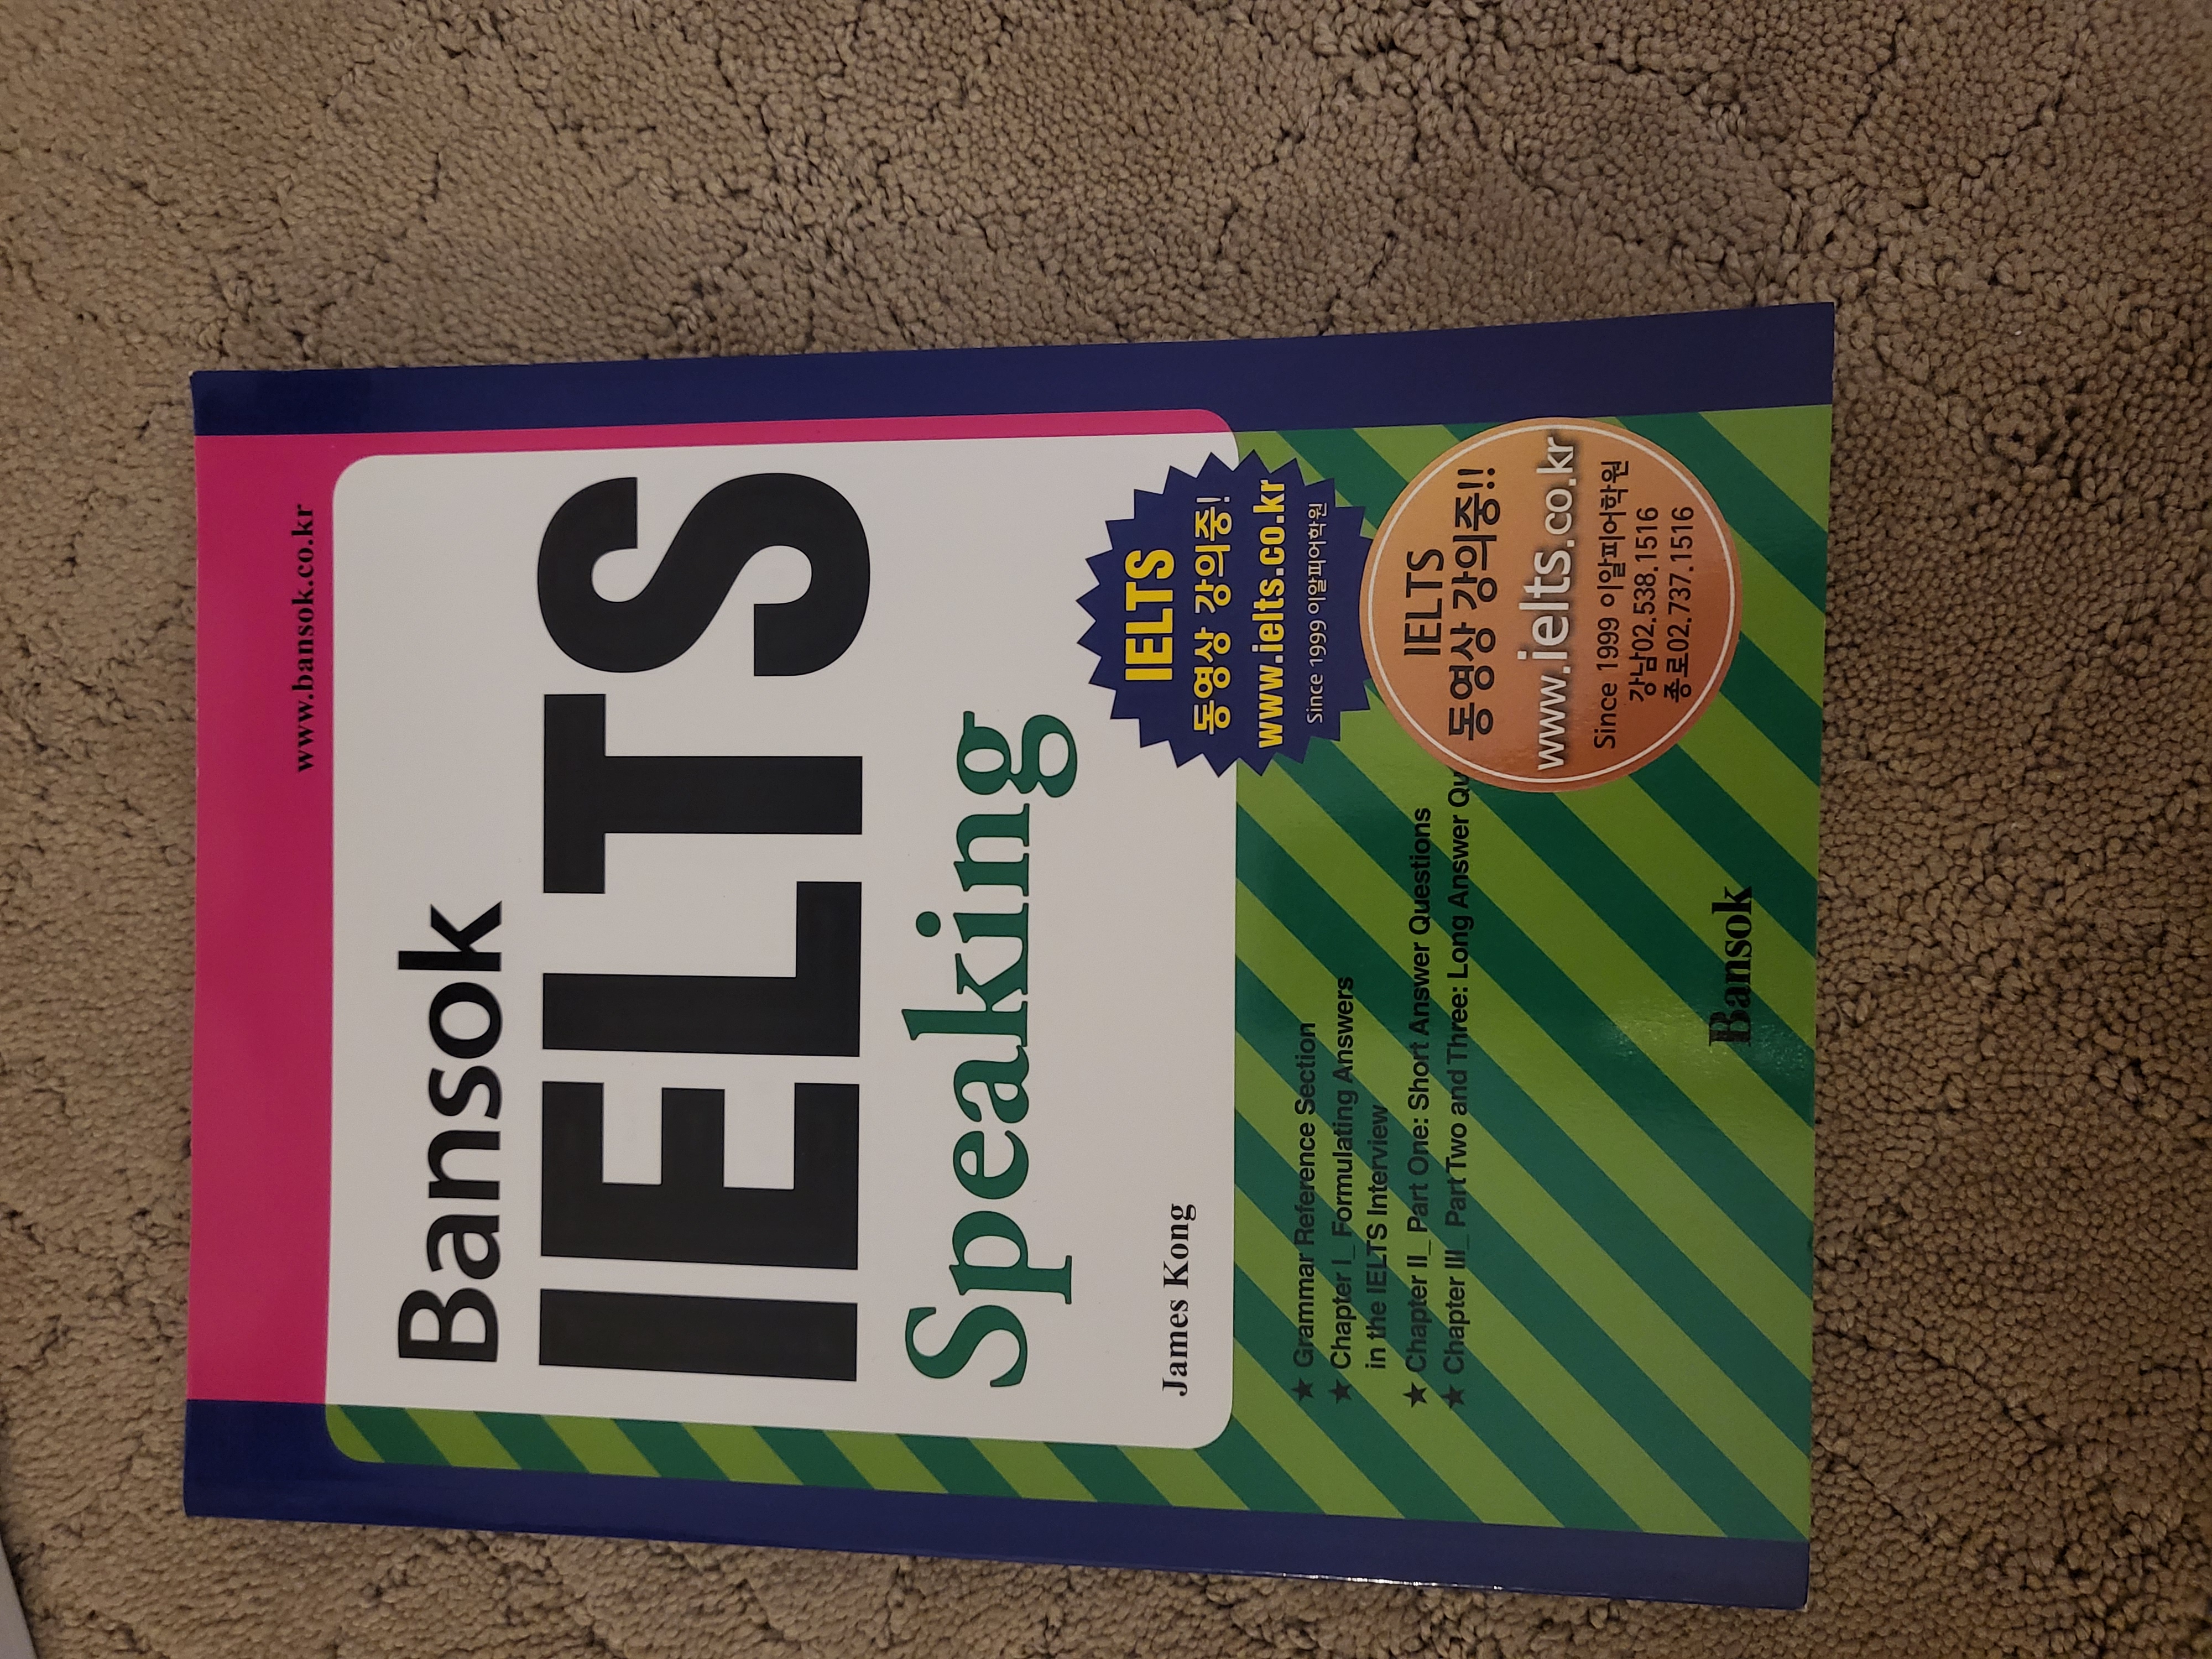 www.bansok.co.kr
Bansok
IELTS
Speaking
James Kong
IELTS
동영상 강의중!
www.ielts.co.kr
Since 1999 이알피어학원
★ Grammar Reference Section
★ Chapter I_ Formulating Answers
in the IELTS Interview
★ Chapter II_ Part One: Short Answer Questions
★ Chapter III_ Part Two and Three: Long Answer Qu
IELTS
동영상 강의중!!
www.ielts.co.kr
Since 1999 이알피어학원
강남02.538.1516
종로02.737.1516
Bansok